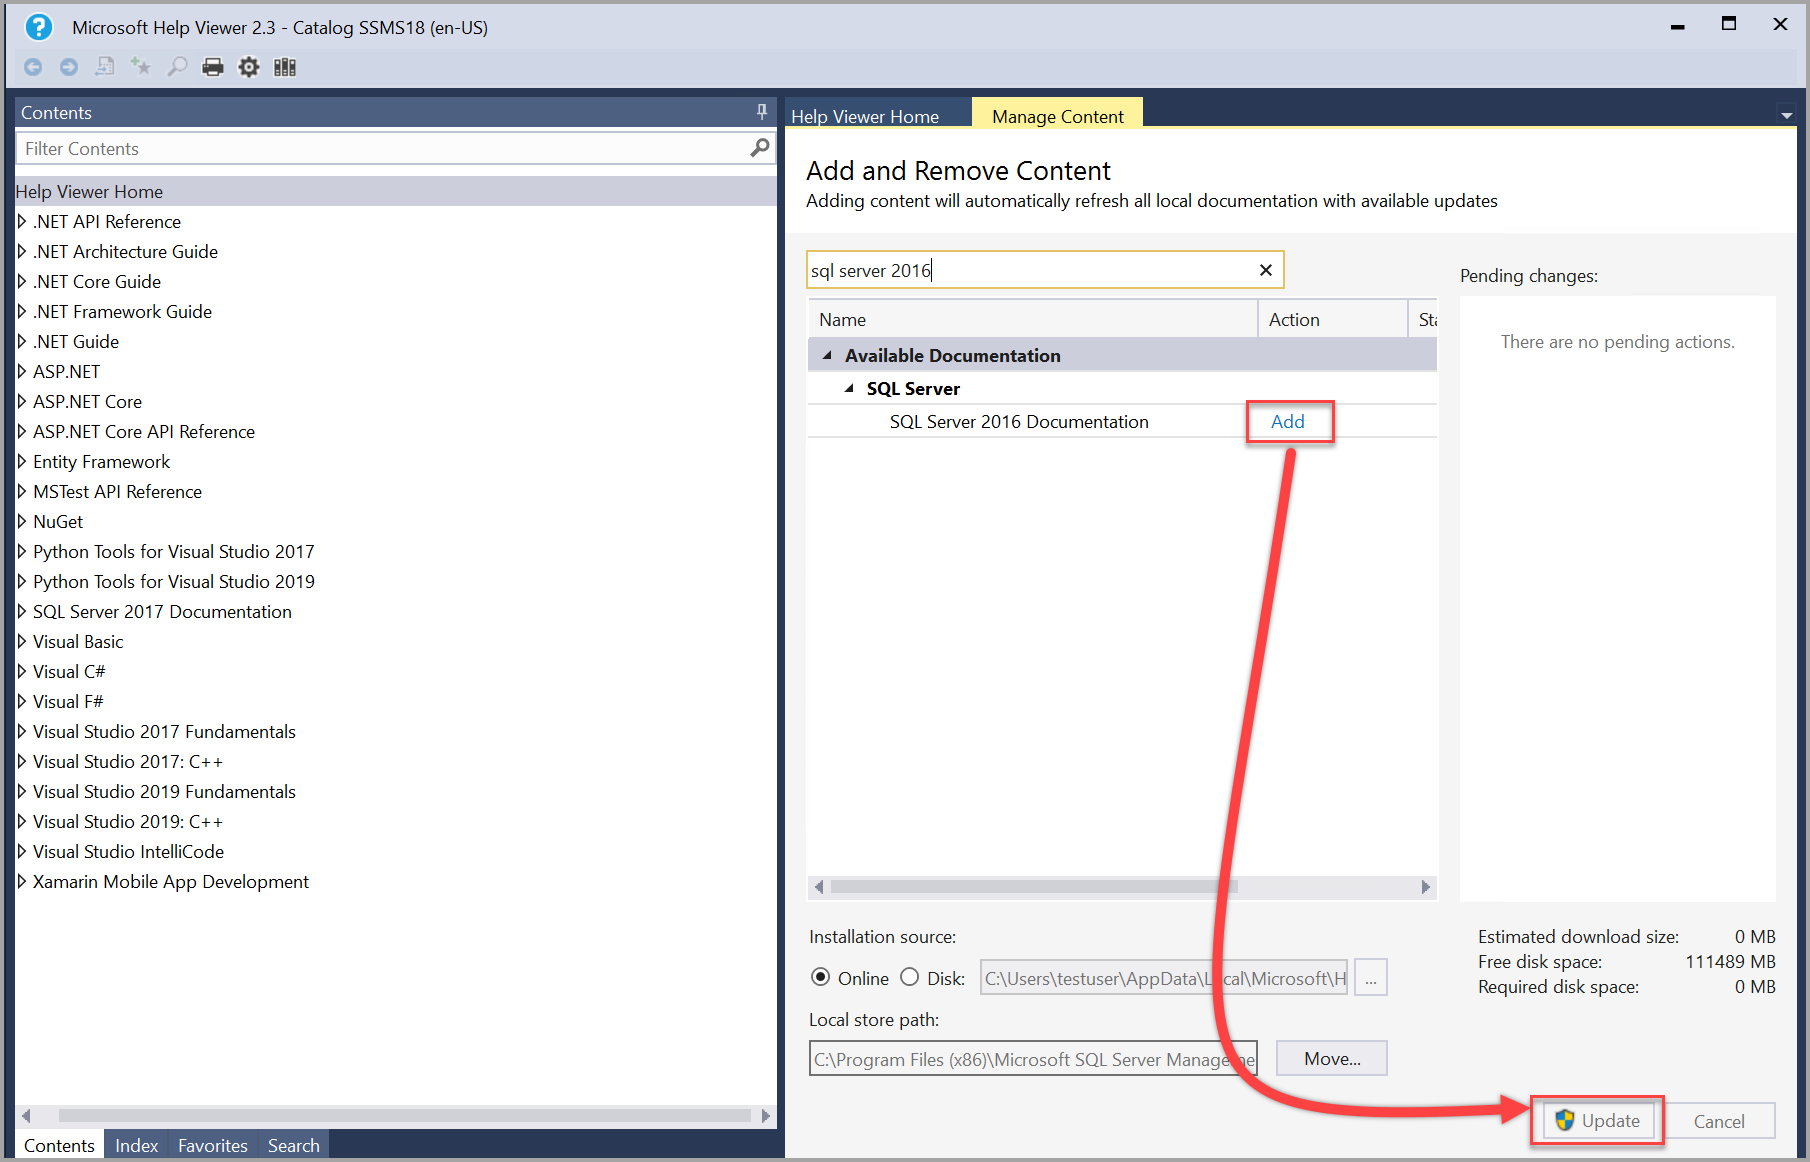 Microsoft Help Viewer 2.3 - Catalog SSMS18 (en-US)
Contents
Filter Contents
Help Viewer Home
.NET API Reference
.NET Architecture Guide
.NET Core Guide
.NET Framework Guide
.NET Guide
ASP.NET
ASP.NET Core
ASP.NET Core API Reference
Entity Framework
MSTest API Reference
NuGet
Python Tools for Visual Studio 2017
Python Tools for Visual Studio 2019
SQL Server 2017 Documentation
Visual Basic
Visual C#
Visual F#
Visual Studio 2017 Fundamentals
Visual Studio 2017: C++
Visual Studio 2019 Fundamentals
Visual Studio 2019: C++
Visual Studio IntelliCode
Xamarin Mobile App Development
Contents Index Favorites Search
Help Viewer Home Manage Content
Add and Remove Content
Adding content will automatically refresh all local documentation with available updates
sql server 2016
Name Action Sta
Available Documentation
SQL Server
SQL Server 2016 Documentation Add
Pending changes:
There are no pending actions.
Installation source:
Online Disk: C:\Users\testuser\AppData\Local\Microsoft\H ...
Local store path:
C:\Program Files (x86)\Microsoft SQL Server Manageme Move...
Estimated download size: 0 MB
Free disk space: 111489 MB
Required disk space: 0 MB
Update Cancel